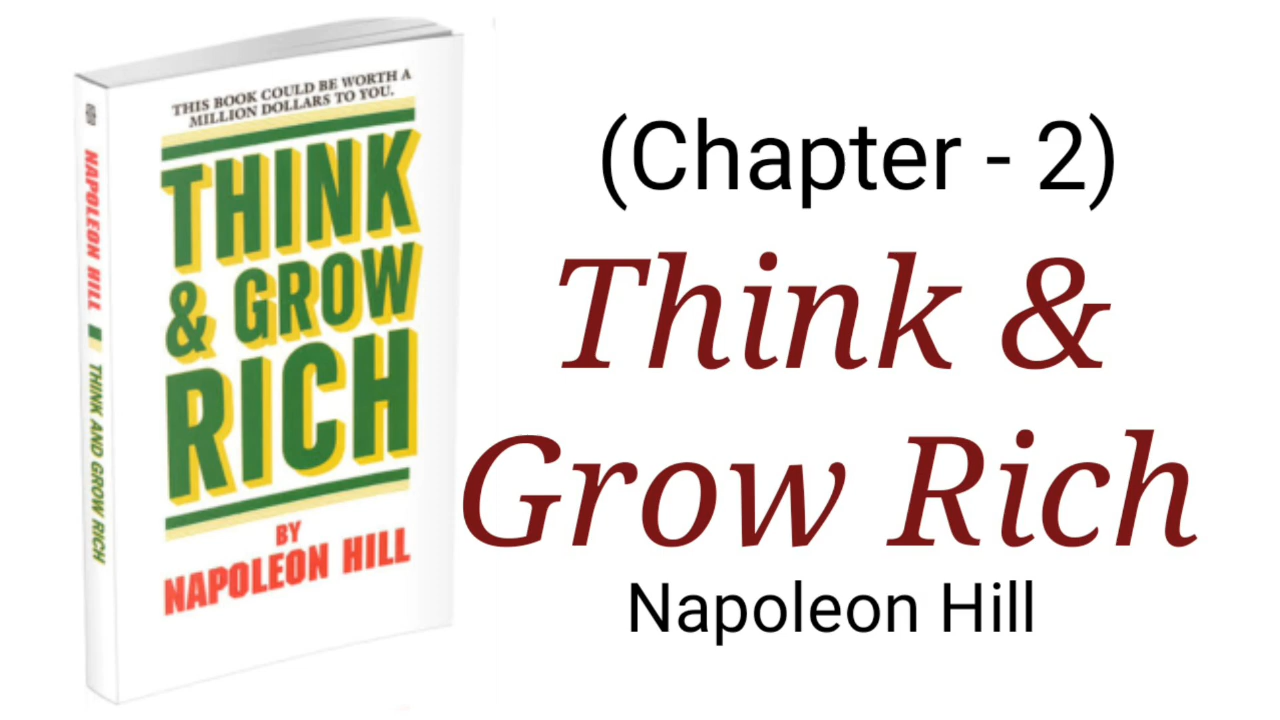 THIS BOOK COULD BE WORTH A
MILLION DOLLARS TO YOU.
THINK
& GROW
RICH
BY
NAPOLEON HILL
NAPOLEON HILL THINK AND GROW RICH
(Chapter - 2)
Think &
Grow Rich
Napoleon Hill